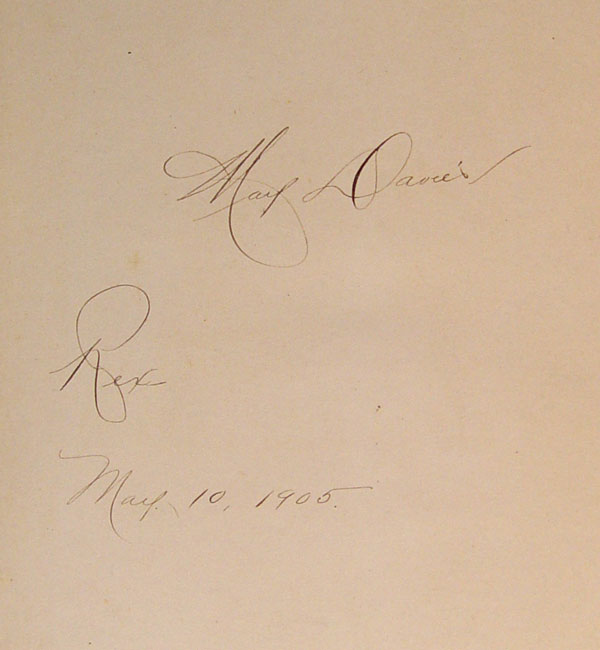 May Davies
Rex
May. 10, 1905.